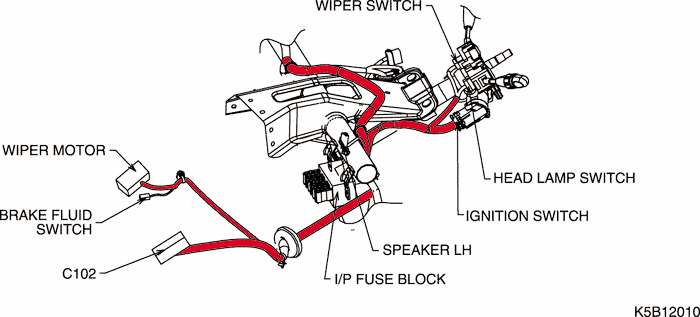 WIPER SWITCH
WIPER MOTOR
HEAD LAMP SWITCH
BRAKE FLUID
SWITCH
IGNITION SWITCH
SPEAKER LH
C102
I/P FUSE BLOCK
K5B12010